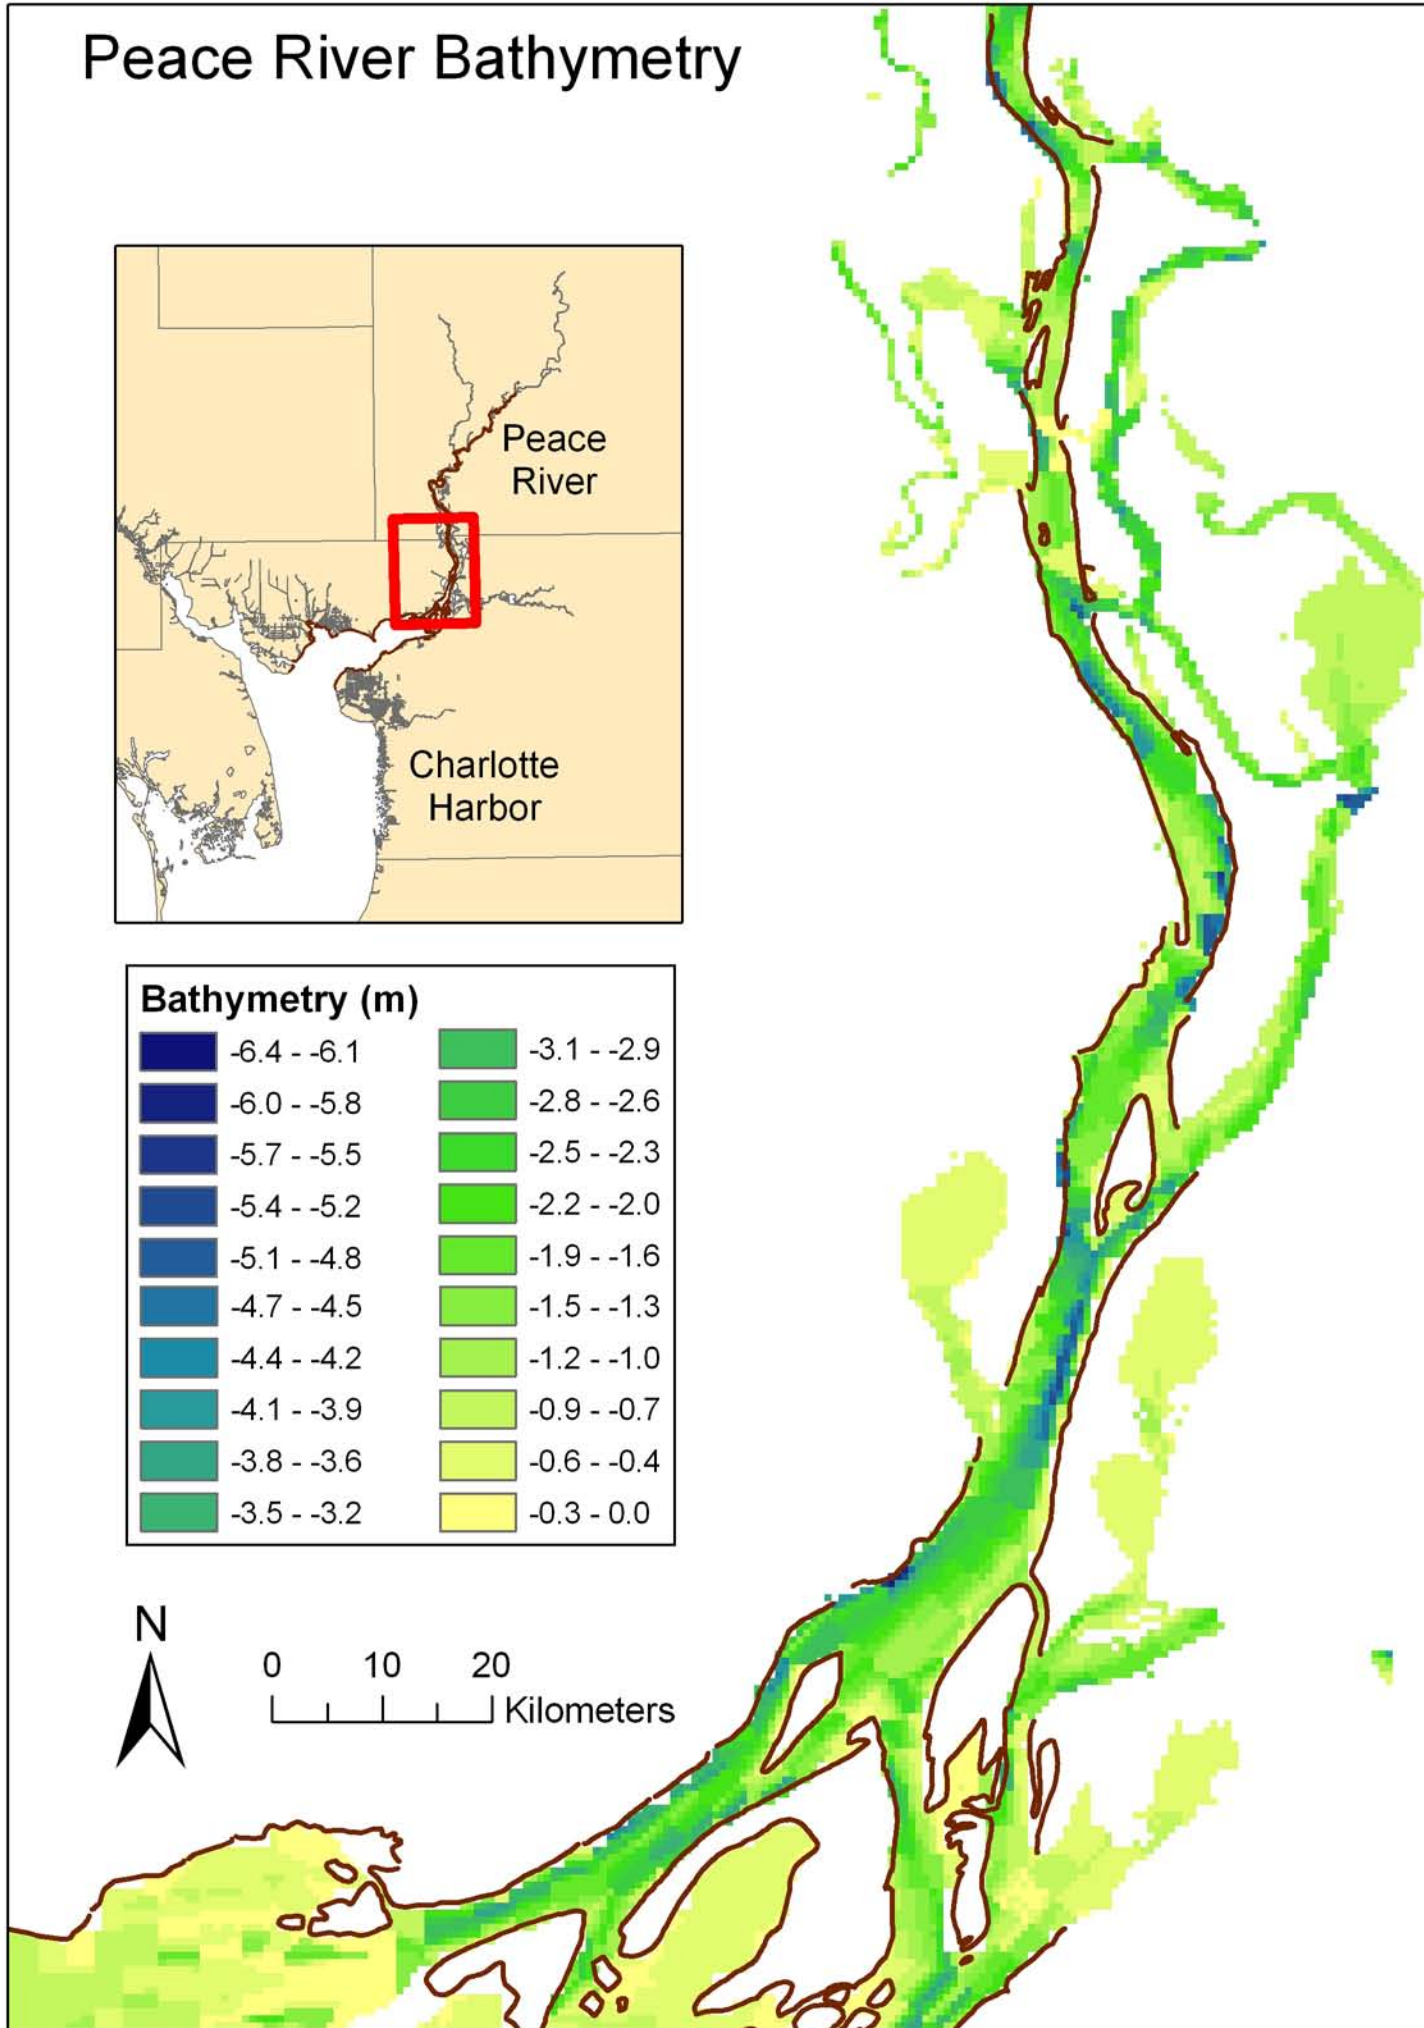 Peace River Bathymetry
Peace
River
Charlotte
Harbor
Bathymetry (m)
-6.4 - -6.1
-6.0 - -5.8
-5.7 - -5.5
-5.4 - -5.2
-5.1 - -4.8
-4.7 - -4.5
-4.4 - -4.2
-4.1 - -3.9
-3.8 - -3.6
-3.5 - -3.2
-3.1 - -2.9
-2.8 - -2.6
-2.5 - -2.3
-2.2 - -2.0
-1.9 - -1.6
-1.5 - -1.3
-1.2 - -1.0
-0.9 - -0.7
-0.6 - -0.4
-0.3 - 0.0
N
0 10 20
Kilometers